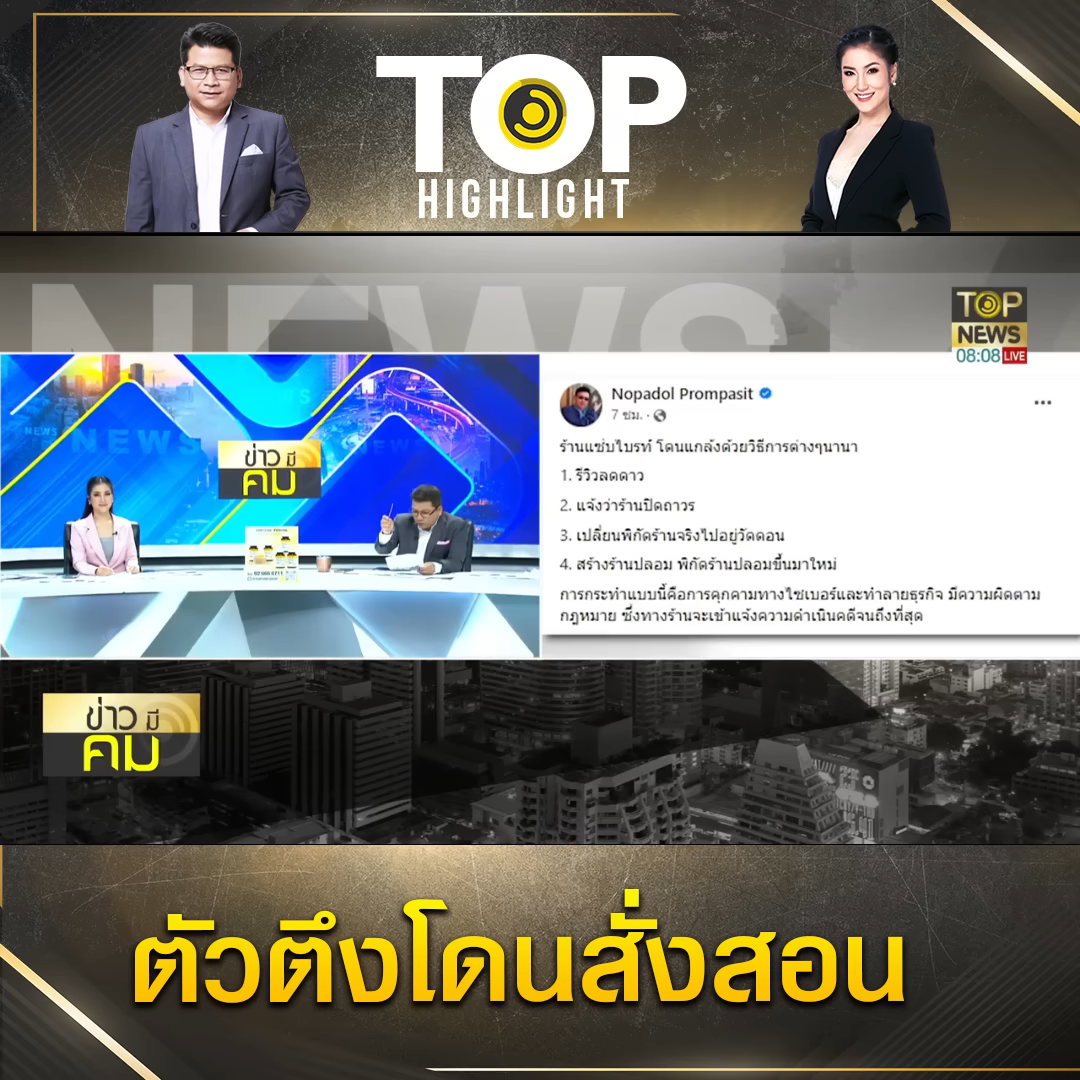 TOP
HIGHLIGHT
NEWS
TOP
NEWS
08:08 LIVE
NEWS
NEWS
NEWS
ข่าวมี
คม
Nopadol Prompasit
7 ชม.
ร้านแซ่บไบรท์ โดนแกล้งด้วยวิธีการต่างๆนานา
1. รีวิวลดดาว
2. แจ้งว่าร้านปิดถาวร
3. เปลี่ยนพิกัดร้านจริงไปอยู่วัดดอน
4. สร้างร้านปลอม พิกัดร้านปลอมขึ้นมาใหม่
การกระทำแบบนี้คือการคุกคามทางไซเบอร์และทำลายธุรกิจ มีความผิดตาม
กฎหมาย ซึ่งทางร้านจะเข้าแจ้งความดำเนินคดีจนถึงที่สุด
ข่าวมี
คม
ตัวตึงโดนสั่งสอน